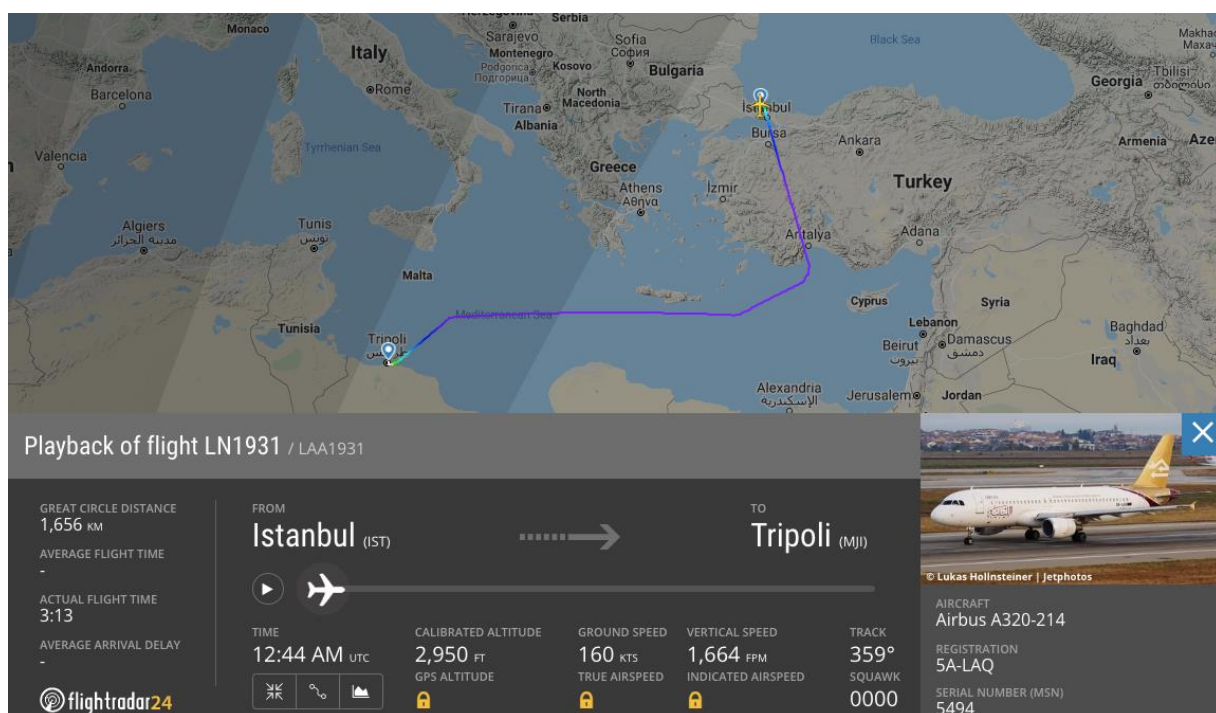 Monaco
Serbia
Sarajevo
Sofia
София
Black Sea
Italy
Montenegro
Kosovo
Podgorica
Подгорица
Bulgaria
Andorra
Barcelona
Rome
North
Macedonia
Georgia
Tbilisi
Tirana
Albania
Istanbul
Bursa
Ankara
Armenia
Valencia
Tyrrhenian Sea
Greece
Athens
Αθήνα
İzmir
Turkey
Algiers
مدينة الجزائر
Tunis
تونس
Antalya
Adana
Malta
Cyprus
Syria
Mediterranean Sea
Tunisia
Tripoli
Lebanon
Beirut
بيروت
Damascus
دمشق
Baghdad
بغداد
Iraq
Alexandria
الإسكندرية
Jerusalem
Jordan
Playback of flight LN1931 / LAA1931
GREAT CIRCLE DISTANCE
1,656 KM
AVERAGE FLIGHT TIME
-
ACTUAL FLIGHT TIME
3:13
AVERAGE ARRIVAL DELAY
-
flightradar24
FROM
Istanbul (IST)
TO
Tripoli (MJI)
TIME
12:44 AM UTC
CALIBRATED ALTITUDE
2,950 FT
GPS ALTITUDE
GROUND SPEED
160 KTS
TRUE AIRSPEED
VERTICAL SPEED
1,664 FPM
INDICATED AIRSPEED
TRACK
359°
SQUAWK
0000
© Lukas Hollnsteiner | Jetphotos
AIRCRAFT
Airbus A320-214
REGISTRATION
5A-LAQ
SERIAL NUMBER (MSN)
5494